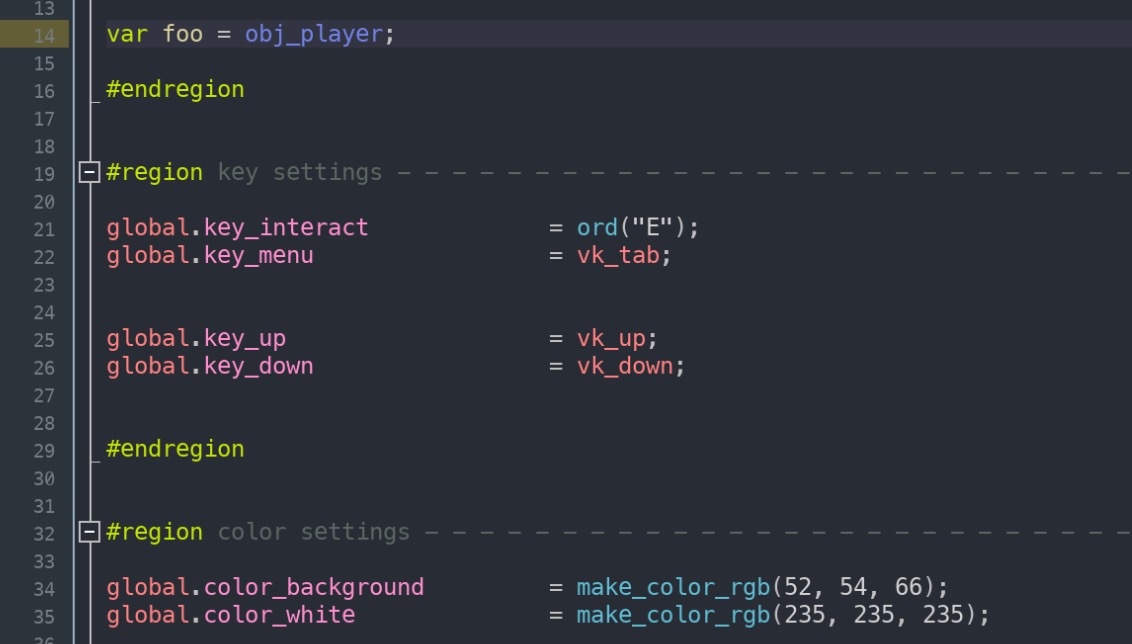 13
14 var foo = obj_player;
15
16 #endregion
17
18
19 #region key settings – – – – – – – – – – – – – – – – – – – – – – – – – – –
20
21 global.key_interact = ord("E");
22 global.key_menu = vk_tab;
23
24
25 global.key_up = vk_up;
26 global.key_down = vk_down;
27
28
29 #endregion
30
31
32 #region color settings – – – – – – – – – – – – – – – – – – – – – – – – – –
33
34 global.color_background = make_color_rgb(52, 54, 66);
35 global.color_white = make_color_rgb(235, 235, 235);
36